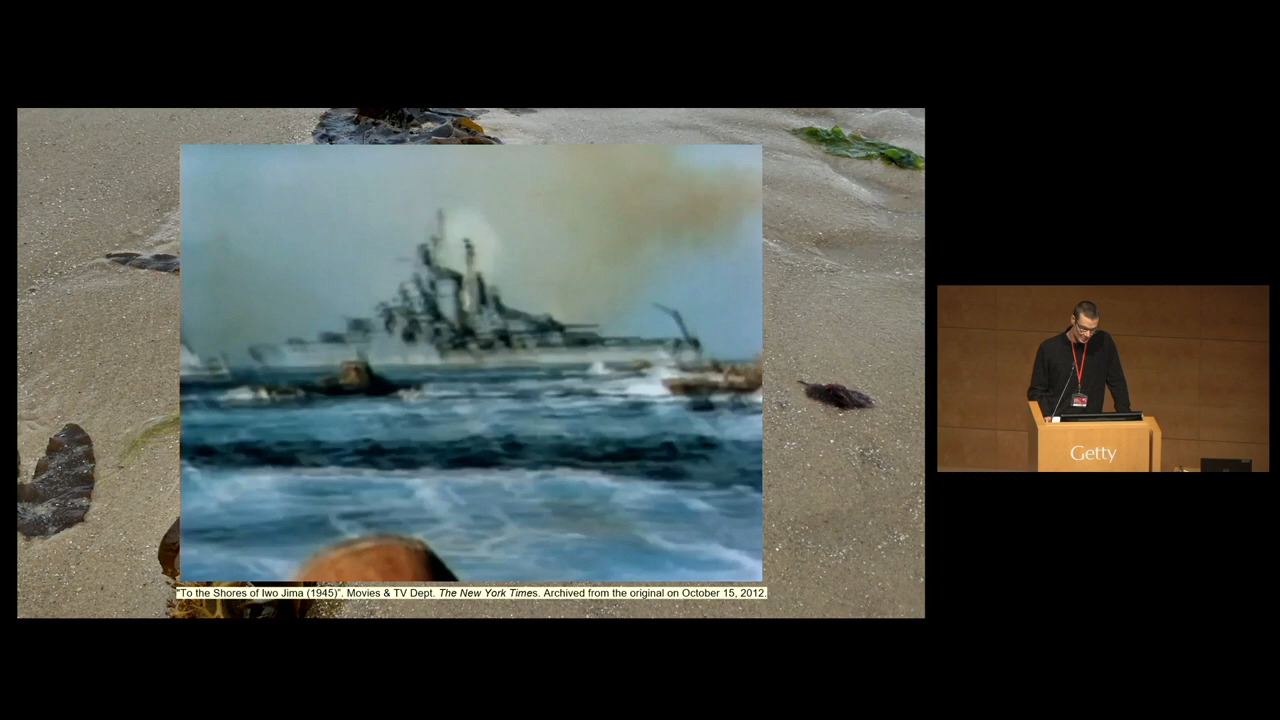 "To the Shores of Iwo Jima (1945)". Movies & TV Dept. The New York Times. Archived from the original on October 15, 2012.
Getty